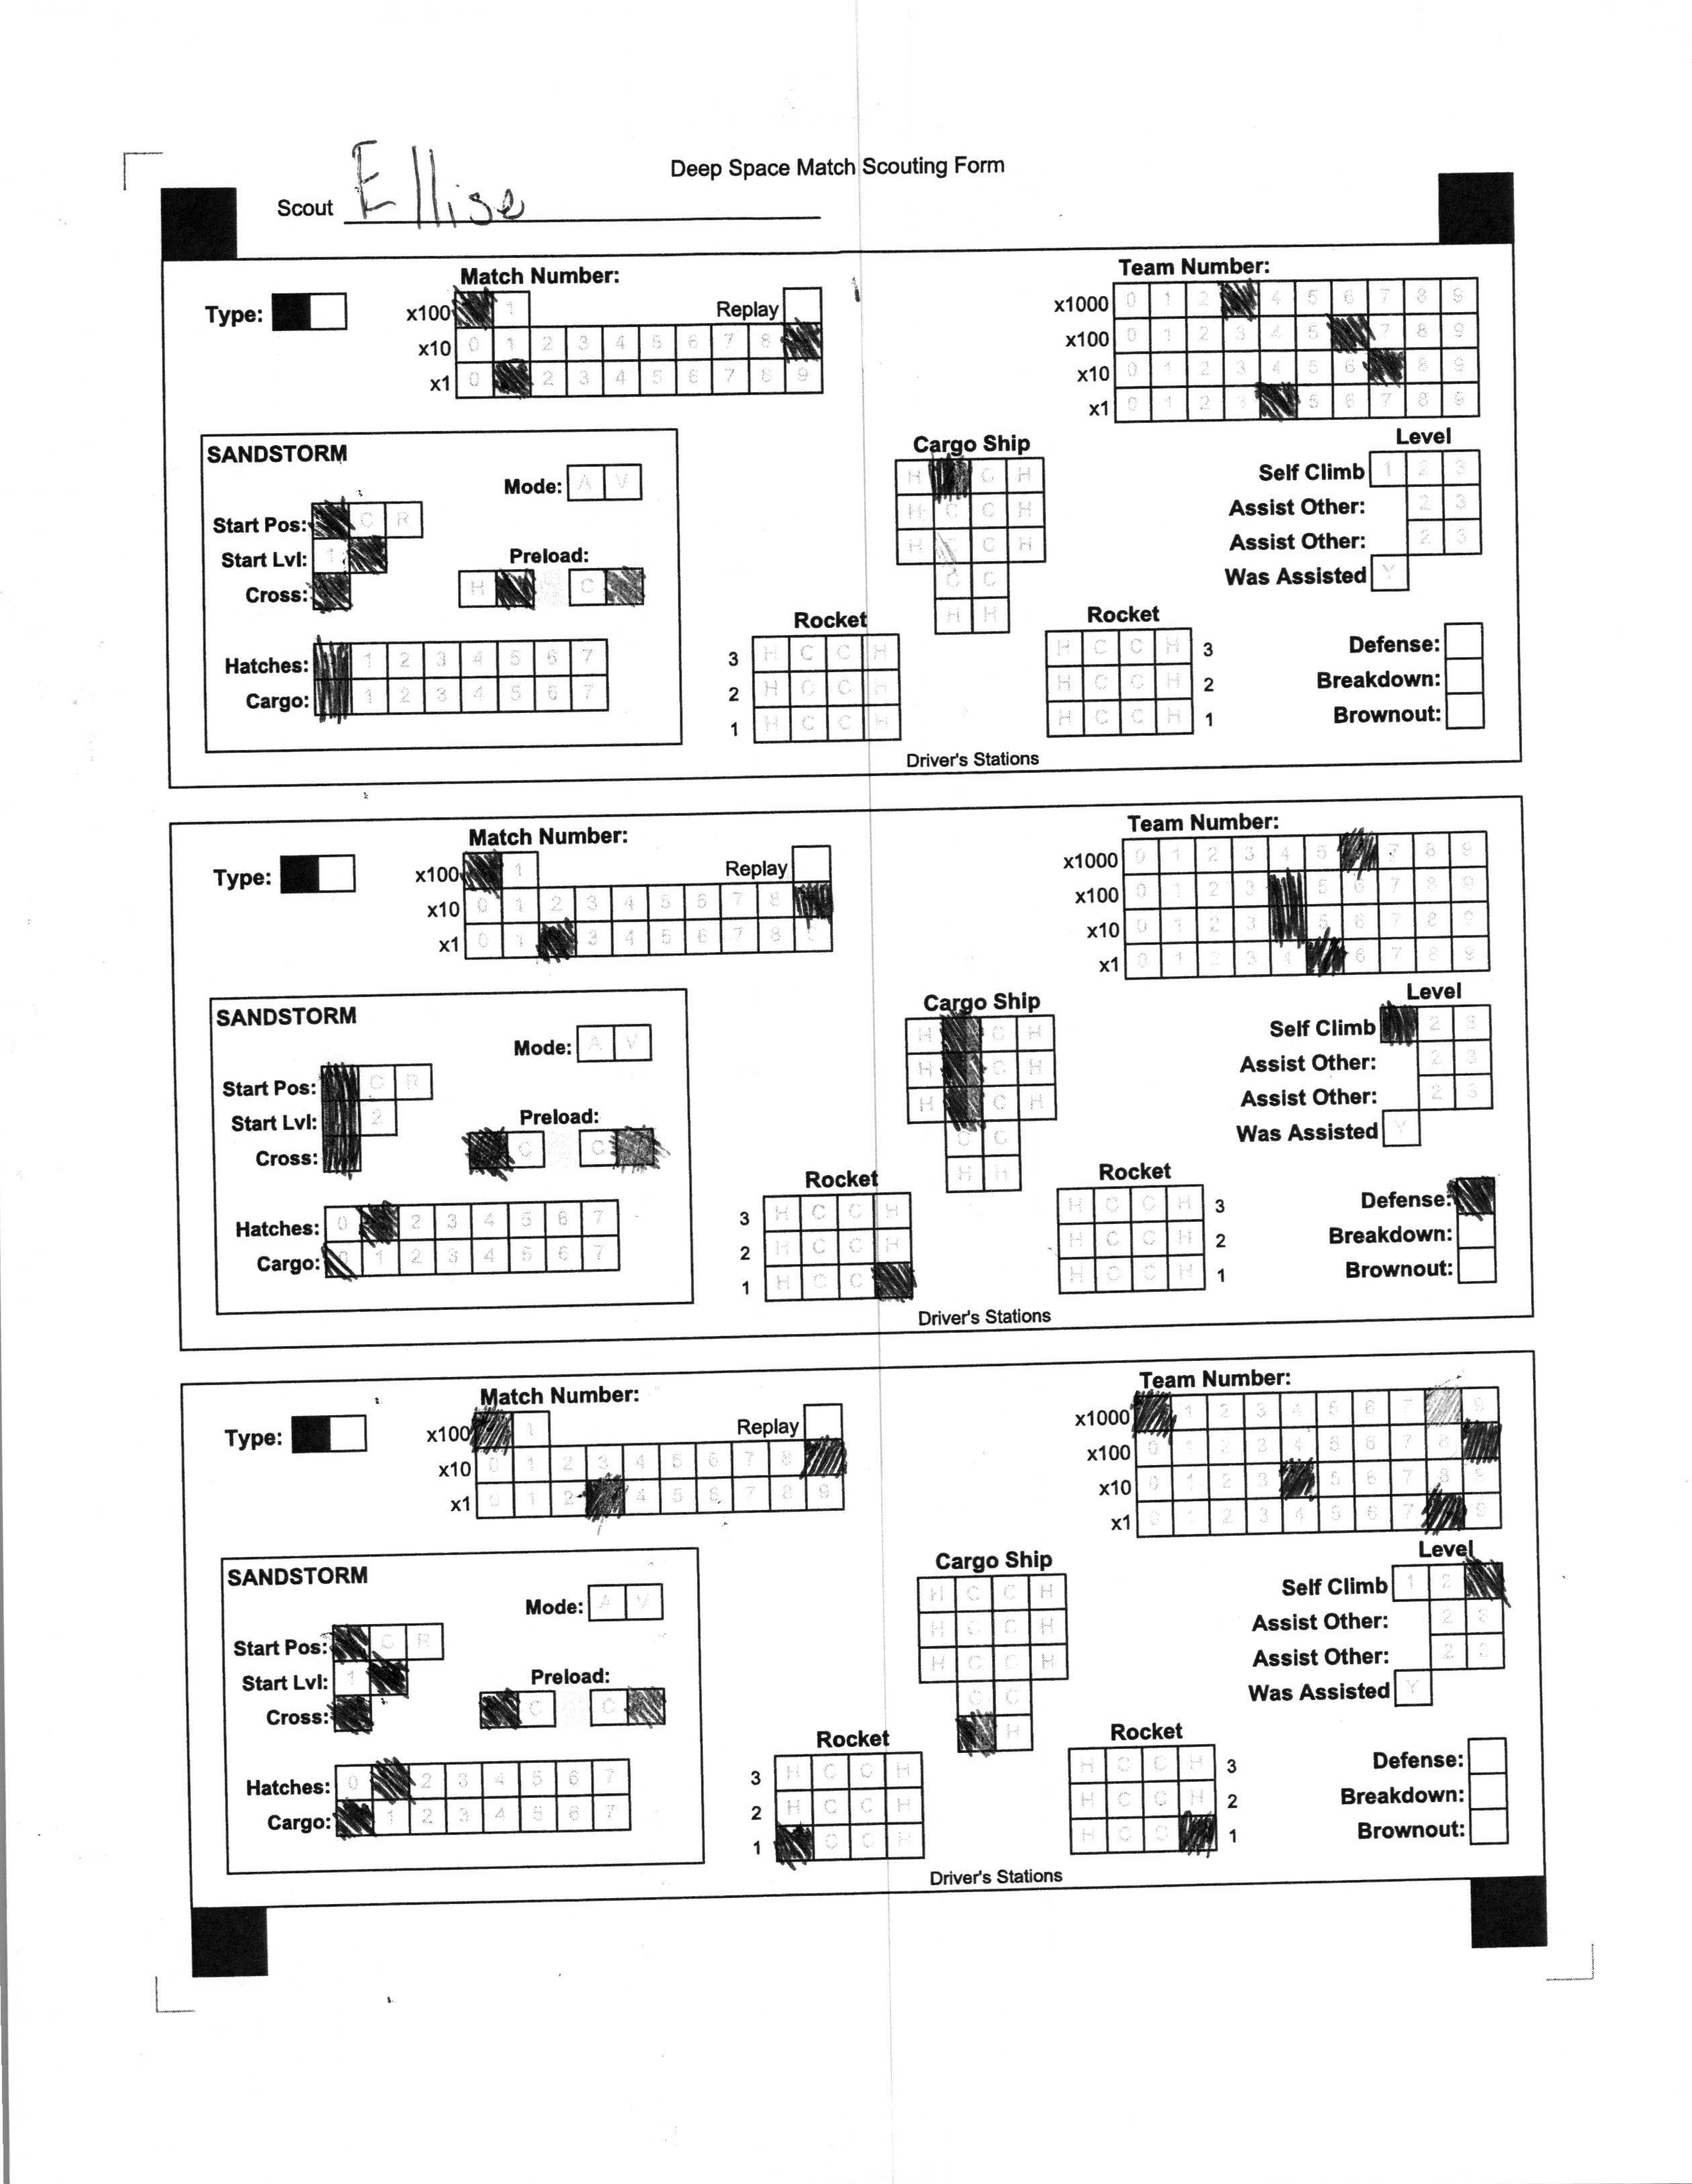 Deep Space Match Scouting Form
Scout Ellise
Match Number:
Team Number:
Type:
x100 1
Replay
x10 0 1 2 3 4 5 6 7 8
x1 0 2 3 4 5 6 7 8 9
x1000 0 1 2 4 5 6 7 8 9
x100 0 1 2 3 4 5 7 8 9
x10 0 1 2 3 4 5 6 8 9
x1 0 1 2 3 5 6 7 8 9
SANDSTORM
Mode: A V
Start Pos: C R
Start Lvl: 1
Preload:
Cross:
H C
Hatches: 1 2 3 4 5 6 7
Cargo: 1 2 3 4 5 6 7
Cargo Ship
H C H
H C C H
H C C H
C C
H H
Level
Self Climb 1 2 3
Assist Other: 2 3
Assist Other: 2 3
Was Assisted Y
Rocket
3 H C C H
2 H C C H
1 H C C H
Rocket
H C C H 3
H C C H 2
H C C H 1
Defense:
Breakdown:
Brownout:
Driver's Stations
Match Number:
Team Number:
Type:
x100 1
Replay
x10 0 1 2 3 4 5 6 7 8
x1 0 1 3 4 5 6 7 8 9
x1000 0 1 2 3 4 5 7 8 9
x100 0 1 2 3 5 6 7 8 9
x10 0 1 2 3 5 6 7 8 9
x1 0 1 2 3 4 6 7 8 9
SANDSTORM
Mode: A V
Start Pos: C R
Start Lvl: 2
Preload:
Cross:
C C
Hatches: 0 2 3 4 5 6 7
Cargo: 0 1 2 3 4 5 6 7
Cargo Ship
H C H
H C H
H C H
C C
H H
Level
Self Climb 2 3
Assist Other: 2 3
Assist Other: 2 3
Was Assisted Y
Rocket
3 H C C H
2 H C C H
1 H C C
Rocket
H C C H 3
H C C H 2
H C C H 1
Defense:
Breakdown:
Brownout:
Driver's Stations
Match Number:
Team Number:
Type:
x100 1
Replay
x10 0 1 2 3 4 5 6 7 8
x1 0 1 2 4 5 6 7 8 9
x1000 1 2 3 4 5 6 7 9
x100 0 1 2 3 4 5 6 7 8
x10 0 1 2 3 5 6 7 8 9
x1 0 1 2 3 4 5 6 7 9
SANDSTORM
Mode: A V
Start Pos: C R
Start Lvl: 1
Preload:
Cross:
C C
Hatches: 0 2 3 4 5 6 7
Cargo: 1 2 3 4 5 6 7
Cargo Ship
H C C H
H C C H
H C C H
C C
H
Level
Self Climb 1 2
Assist Other: 2 3
Assist Other: 2 3
Was Assisted Y
Rocket
3 H C C H
2 H C C H
1 C C H
Rocket
H C C H 3
H C C H 2
H C C 1
Defense:
Breakdown:
Brownout:
Driver's Stations